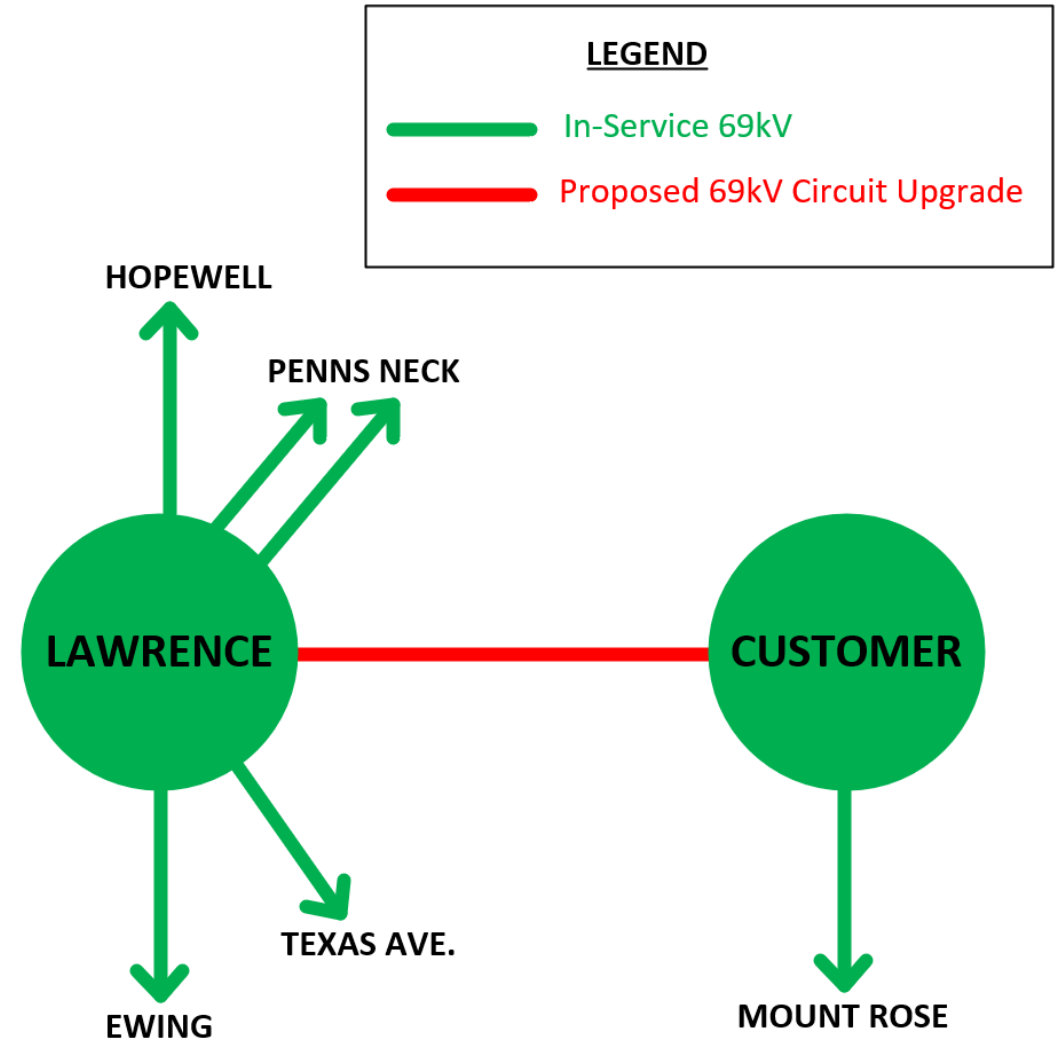 LEGEND
In-Service 69kV
Proposed 69kV Circuit Upgrade
HOPEWELL
PENNS NECK
LAWRENCE
CUSTOMER
TEXAS AVE.
EWING
MOUNT ROSE